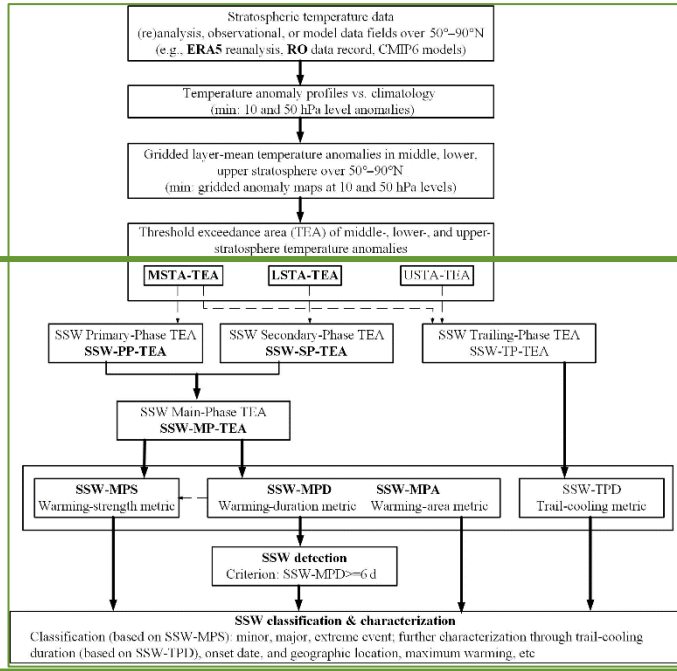 Stratospheric temperature data
(re)analysis, observational, or model data fields over 50°–90°N
(e.g., ERA5 reanalysis, RO data record, CMIP6 models)
Temperature anomaly profiles vs. climatology
(min: 10 and 50 hPa level anomalies)
Gridded layer-mean temperature anomalies in middle, lower,
upper stratosphere over 50°–90°N
(min: gridded anomaly maps at 10 and 50 hPa levels)
Threshold exceedance area (TEA) of middle-, lower-, and upper-
stratosphere temperature anomalies
MSTA-TEA LSTA-TEA USTA-TEA
SSW Primary-Phase TEA
SSW-PP-TEA
SSW Secondary-Phase TEA
SSW-SP-TEA
SSW Trailing-Phase TEA
SSW-TP-TEA
SSW Main-Phase TEA
SSW-MP-TEA
SSW-MPS
Warming-strength metric
SSW-MPD
Warming-duration metric
SSW-MPA
Warming-area metric
SSW-TPD
Trail-cooling metric
SSW detection
Criterion: SSW-MPD>=6 d
SSW classification & characterization
Classification (based on SSW-MPS): minor, major, extreme event; further characterization through trail-cooling
duration (based on SSW-TPD), onset date, and geographic location, maximum warming, etc